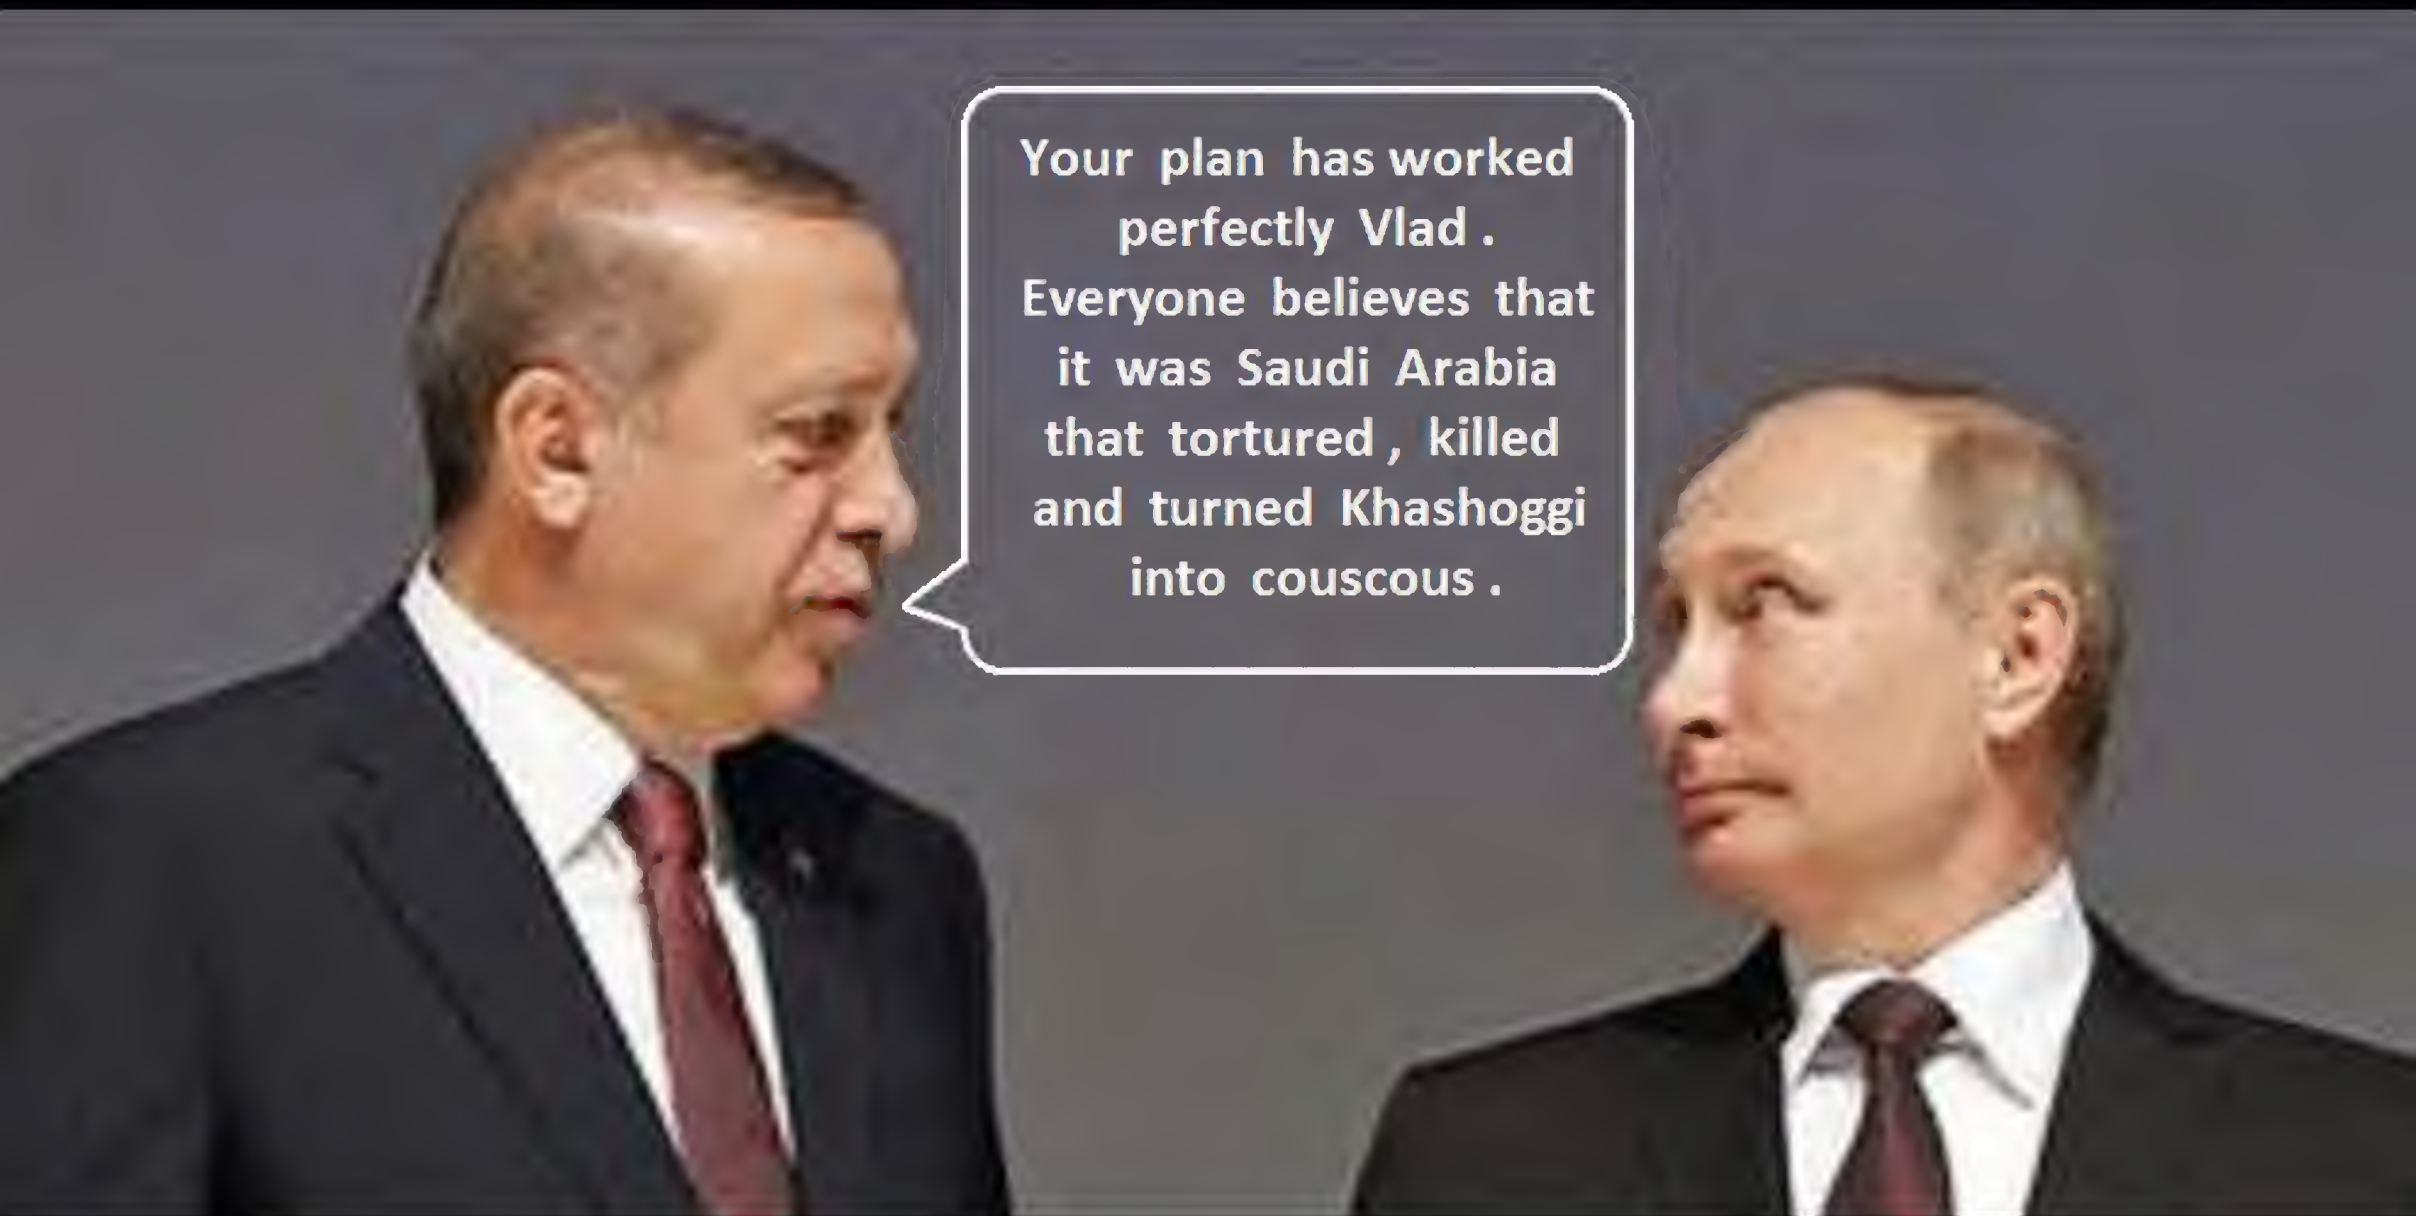 Your plan has worked
perfectly Vlad .
Everyone believes that
it was Saudi Arabia
that tortured , killed
and turned Khashoggi
into couscous .